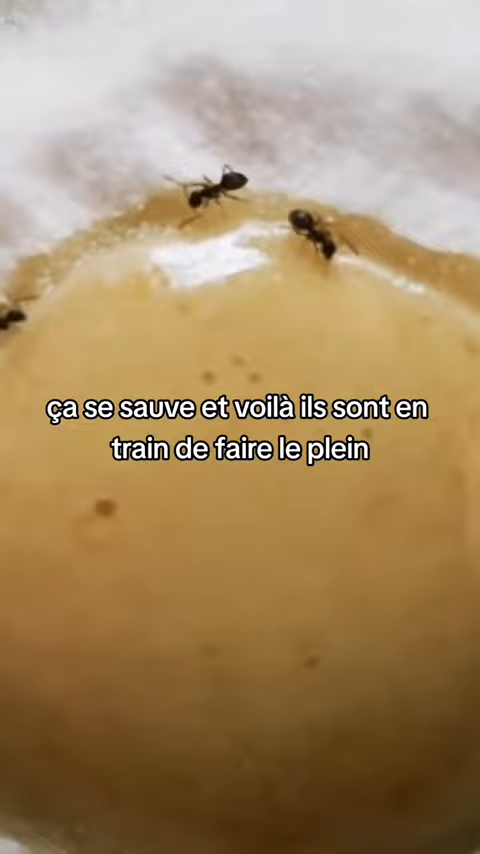 ça se sauve et voilà ils sont en
train de faire le plein